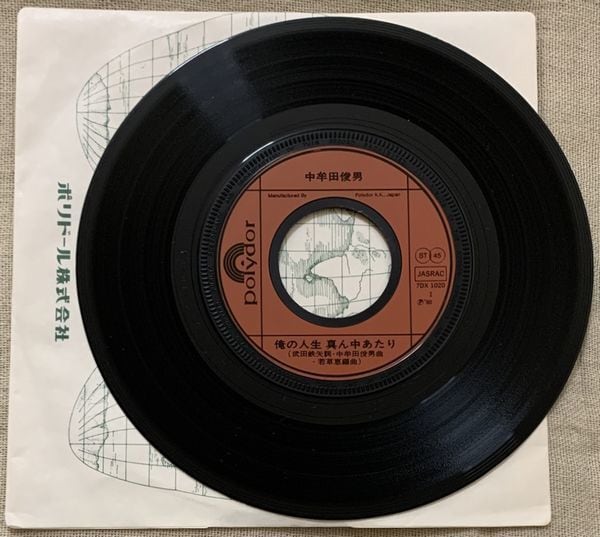 ポリドール株式会社
中牟田俊男
Manufactured By Polydor K.K., Japan
polydor
ST 45
JASRAC
7DX 1020
1
℗'80
俺の人生 真ん中あたり
(武田鉄矢詞・中牟田俊男曲
・若草恵編曲)